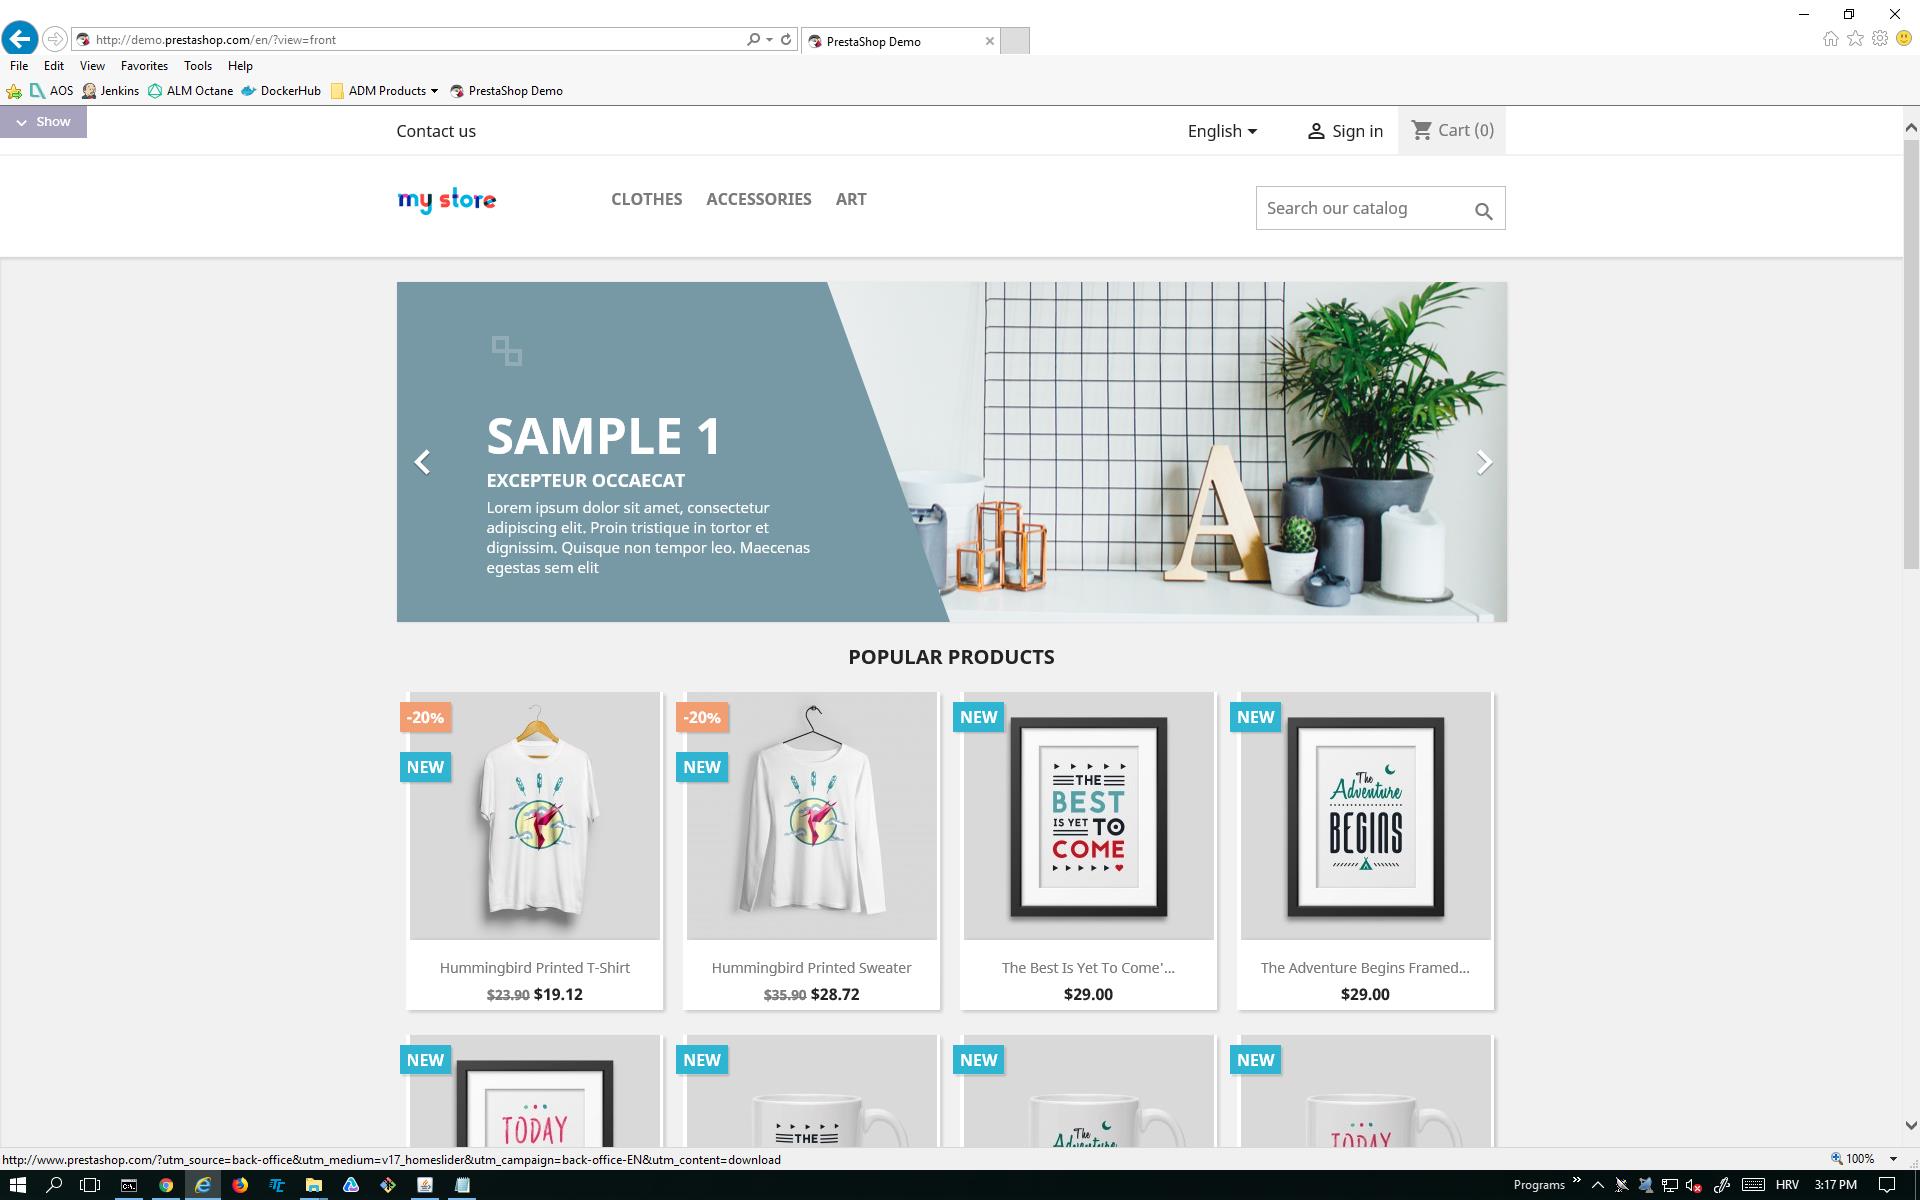 http://demo.prestashop.com/en/?view=front
PrestaShop Demo
File Edit View Favorites Tools Help
AOS Jenkins ALM Octane DockerHub ADM Products PrestaShop Demo
Show
Contact us
English
Sign in
Cart (0)
my store
CLOTHES ACCESSORIES ART
Search our catalog
SAMPLE 1
EXCEPTEUR OCCAECAT
Lorem ipsum dolor sit amet, consectetur
adipiscing elit. Proin tristique in tortor et
dignissim. Quisque non tempor leo. Maecenas
egestas sem elit
A
POPULAR PRODUCTS
-20%
NEW
Hummingbird Printed T-Shirt
$23.90 $19.12
-20%
NEW
Hummingbird Printed Sweater
$35.90 $28.72
NEW
THE
BEST
IS YET TO
COME
The Best Is Yet To Come'...
$29.00
NEW
The
Adventure
BEGINS
The Adventure Begins Framed...
$29.00
NEW
TODAY
NEW
THE
NEW
The
Adventure
NEW
TODAY
http://www.prestashop.com/?utm_source=back-office&utm_medium=v17_homeslider&utm_campaign=back-office-EN&utm_content=download
100%
Programs
HRV
3:17 PM